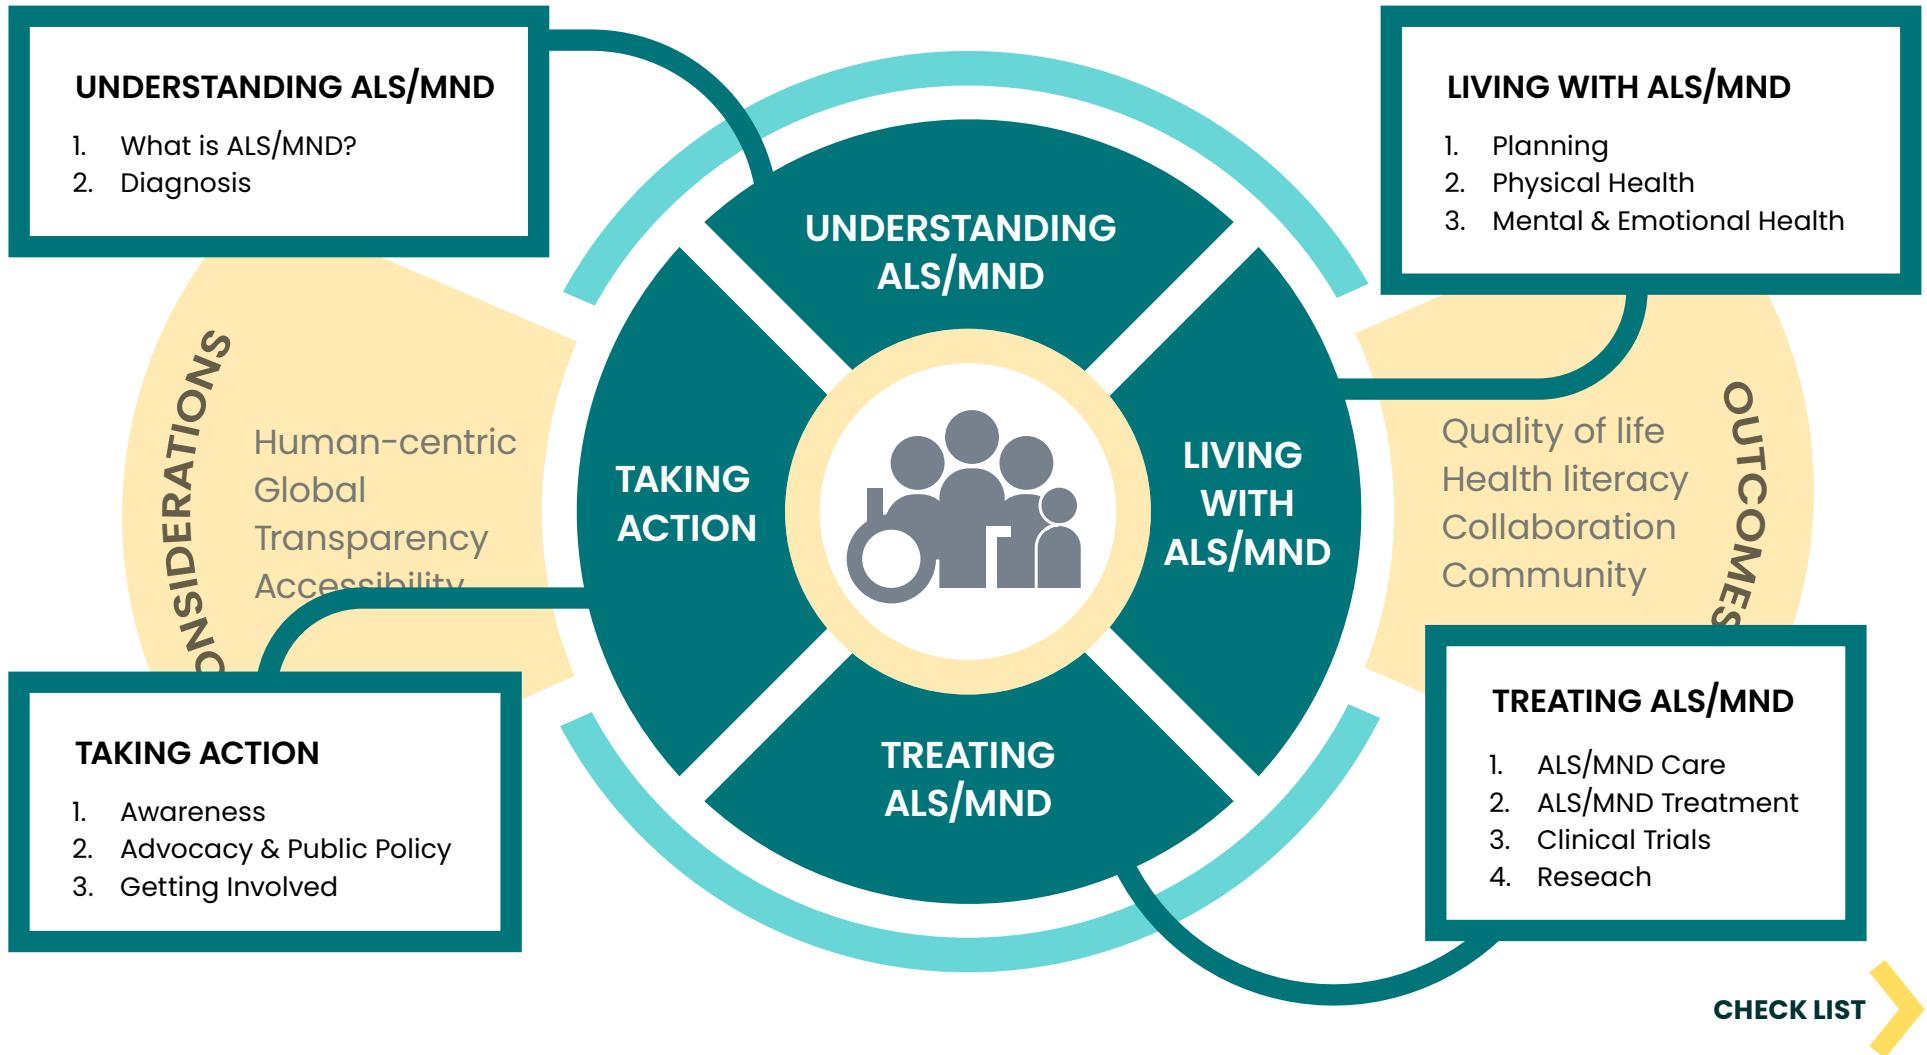 UNDERSTANDING ALS/MND
1. What is ALS/MND?
2. Diagnosis
LIVING WITH ALS/MND
1. Planning
2. Physical Health
3. Mental & Emotional Health
UNDERSTANDING
ALS/MND
TAKING
ACTION
LIVING
WITH
ALS/MND
TREATING
ALS/MND
ONSIDERATIONS
Human-centric
Global
Transparency
Accessibility
OUTCOMES
Quality of life
Health literacy
Collaboration
Community
TAKING ACTION
1. Awareness
2. Advocacy & Public Policy
3. Getting Involved
TREATING ALS/MND
1. ALS/MND Care
2. ALS/MND Treatment
3. Clinical Trials
4. Reseach
CHECK LIST